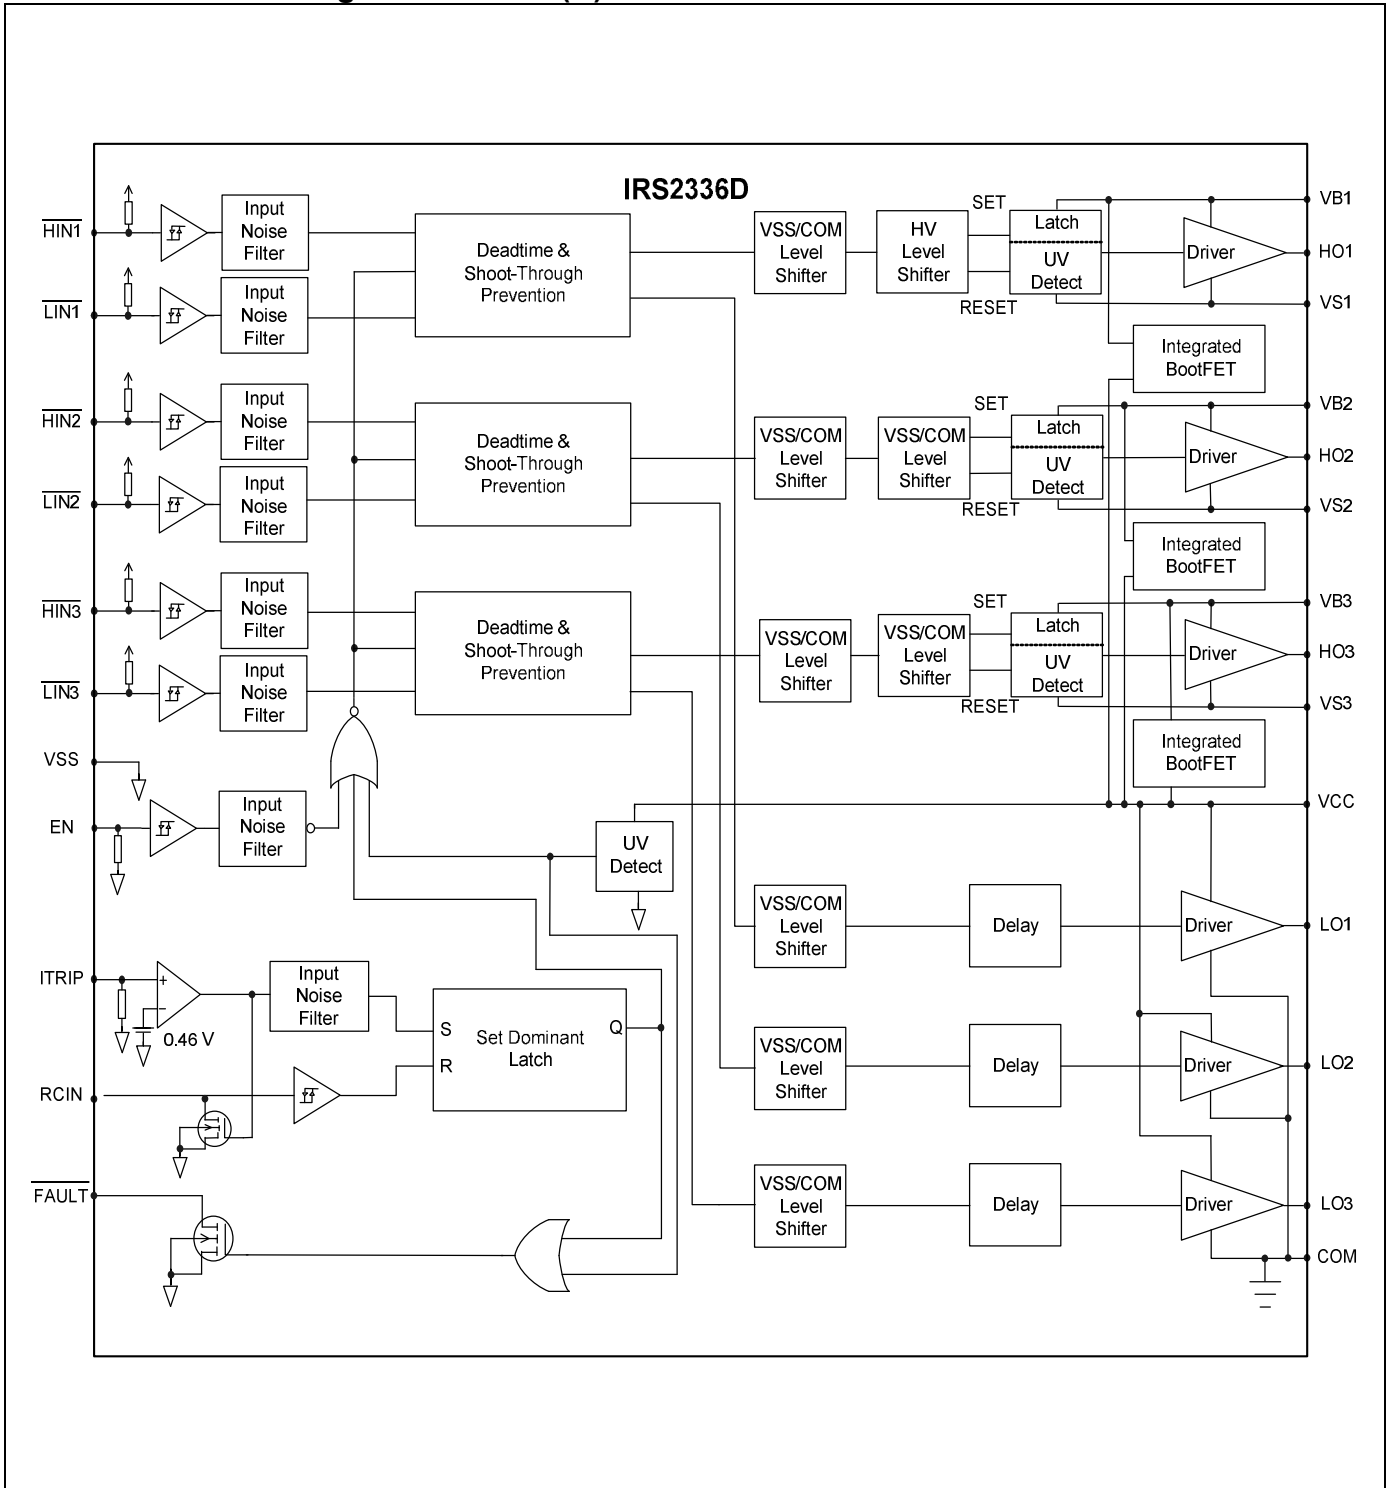 IRS2336D
HIN1
Input
Noise
Filter
LIN1
Input
Noise
Filter
Deadtime &
Shoot-Through
Prevention
VSS/COM
Level
Shifter
HV
Level
Shifter
SET
RESET
Latch
UV
Detect
Driver
VB1
HO1
VS1
Integrated
BootFET
HIN2
Input
Noise
Filter
LIN2
Input
Noise
Filter
Deadtime &
Shoot-Through
Prevention
VSS/COM
Level
Shifter
VSS/COM
Level
Shifter
SET
RESET
Latch
UV
Detect
Driver
VB2
HO2
VS2
Integrated
BootFET
HIN3
Input
Noise
Filter
LIN3
Input
Noise
Filter
Deadtime &
Shoot-Through
Prevention
VSS/COM
Level
Shifter
VSS/COM
Level
Shifter
SET
RESET
Latch
UV
Detect
Driver
VB3
HO3
VS3
Integrated
BootFET
VSS
EN
Input
Noise
Filter
UV
Detect
VCC
VSS/COM
Level
Shifter
Delay
Driver
LO1
ITRIP
+
−
0.46 V
Input
Noise
Filter
S
R
Set Dominant
Latch
Q
VSS/COM
Level
Shifter
Delay
Driver
LO2
RCIN
FAULT
VSS/COM
Level
Shifter
Delay
Driver
LO3
COM